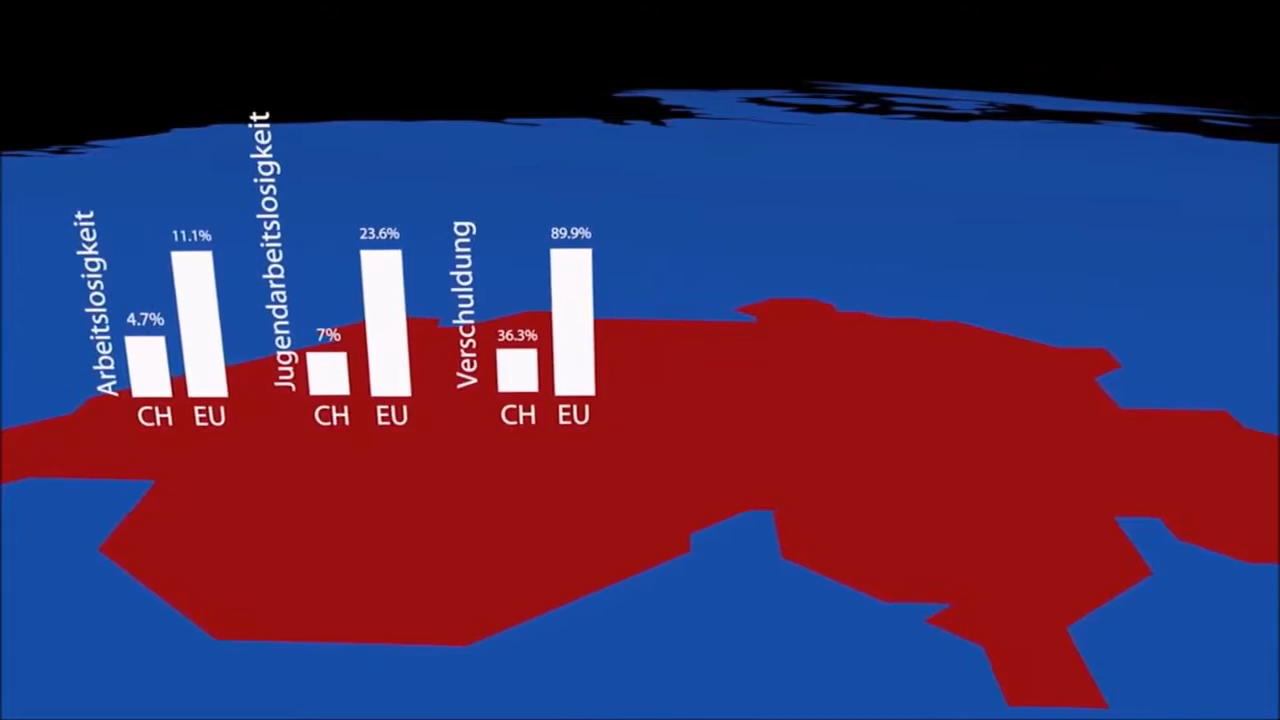 Arbeitslosigkeit
4.7%
11.1%
CH
EU
Jugendarbeitslosigkeit
7%
23.6%
CH
EU
Verschuldung
36.3%
89.9%
CH
EU